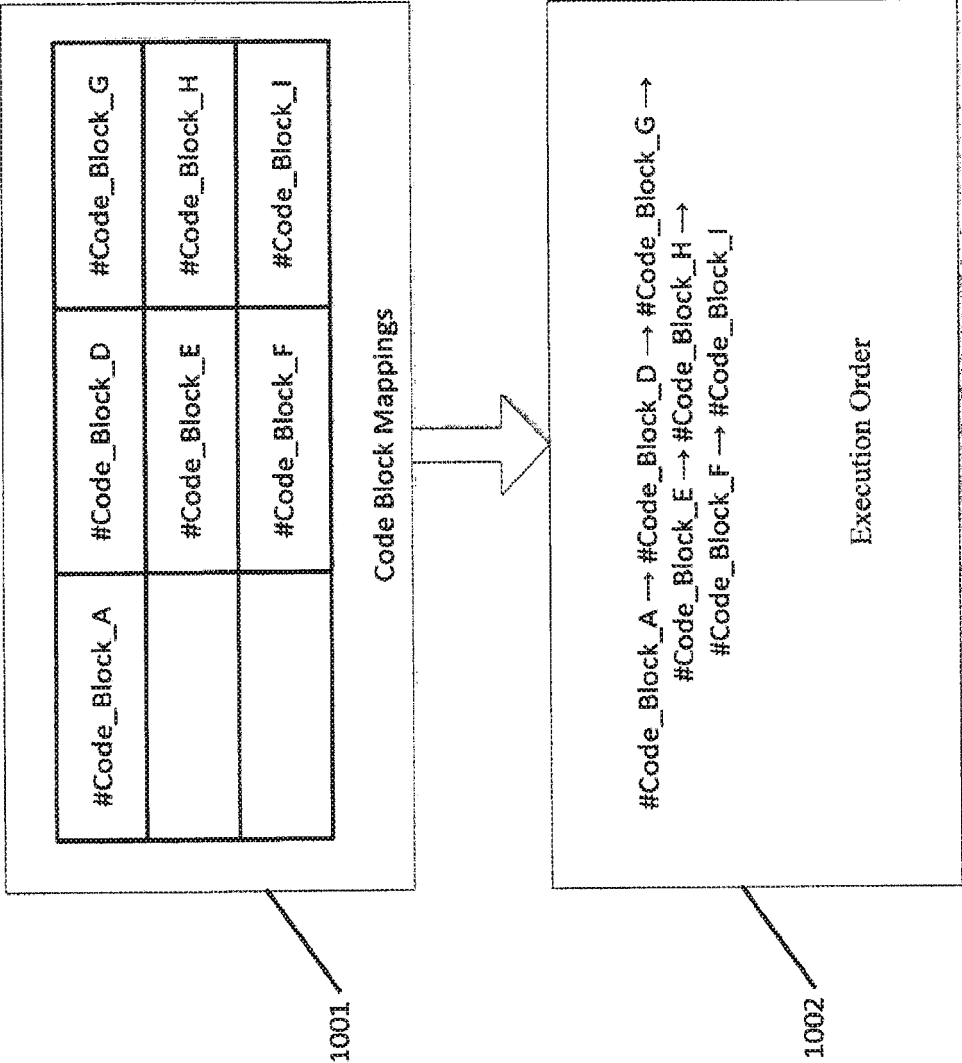 #Code_Block_A #Code_Block_D #Code_Block_G
#Code_Block_E #Code_Block_H
#Code_Block_F #Code_Block_I
Code Block Mappings
1001
#Code_Block_A → #Code_Block_D → #Code_Block_G →
#Code_Block_E → #Code_Block_H →
#Code_Block_F → #Code_Block_I
Execution Order
1002